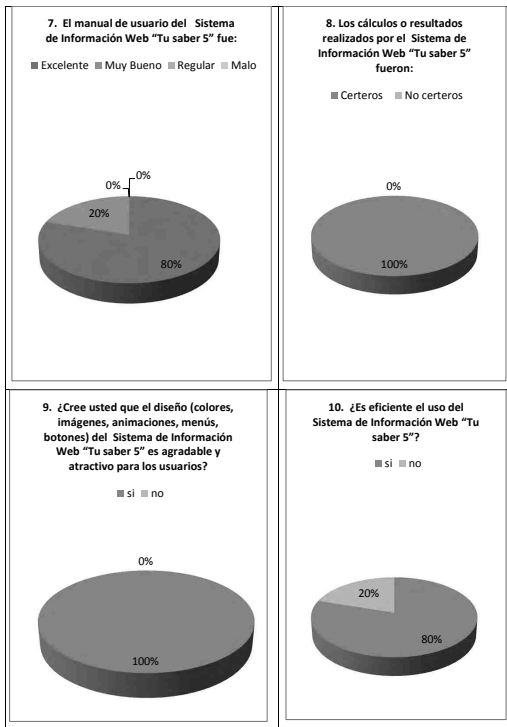 7. El manual de usuario del Sistema
de Información Web “Tu saber 5” fue:
Excelente Muy Bueno Regular Malo
0%
0%
20%
80%
8. Los cálculos o resultados
realizados por el Sistema de
Información Web “Tu saber 5”
fueron:
Certeros No certeros
0%
100%
9. ¿Cree usted que el diseño (colores,
imágenes, animaciones, menús,
botones) del Sistema de Información
Web “Tu saber 5” es agradable y
atractivo para los usuarios?
si no
0%
100%
10. ¿Es eficiente el uso del
Sistema de Información Web “Tu
saber 5”?
si no
20%
80%